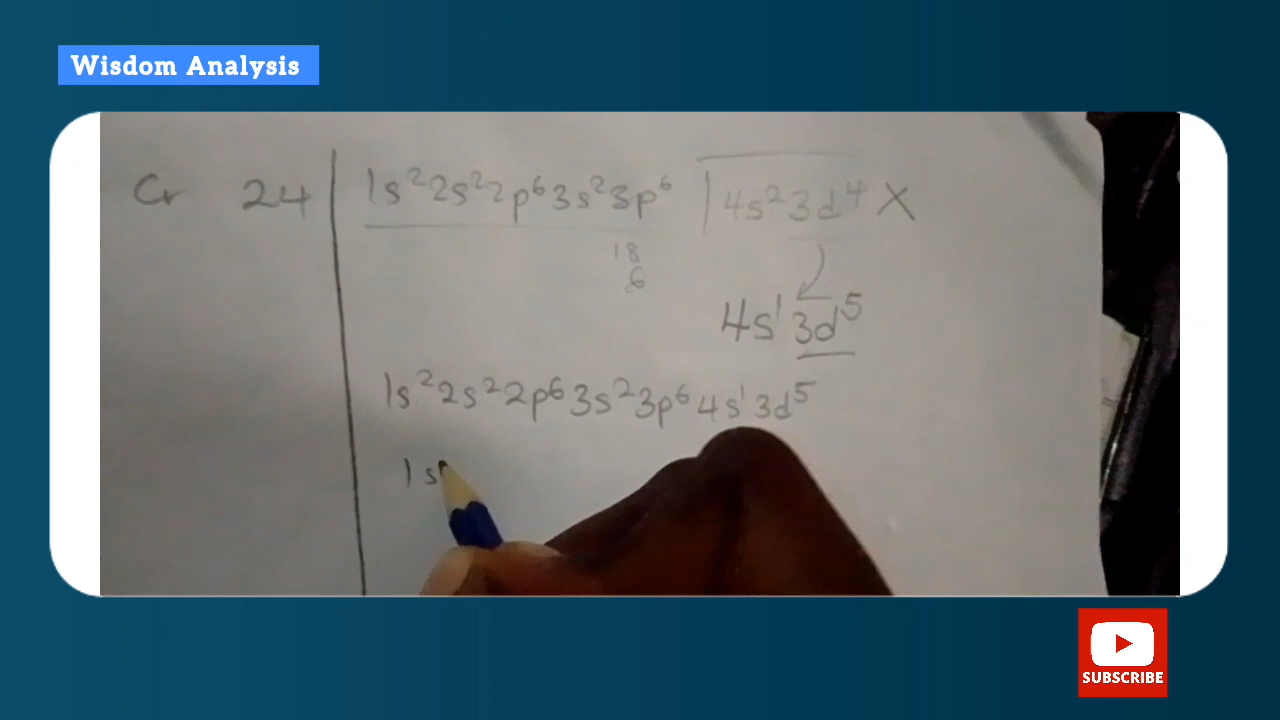 Wisdom Analysis
Cr 24 1s²2s²2p⁶3s²3p⁶ 4s²3d⁴ X
18
6
4s¹3d⁵
1s²2s²2p⁶3s²3p⁶4s¹3d⁵
1s
SUBSCRIBE